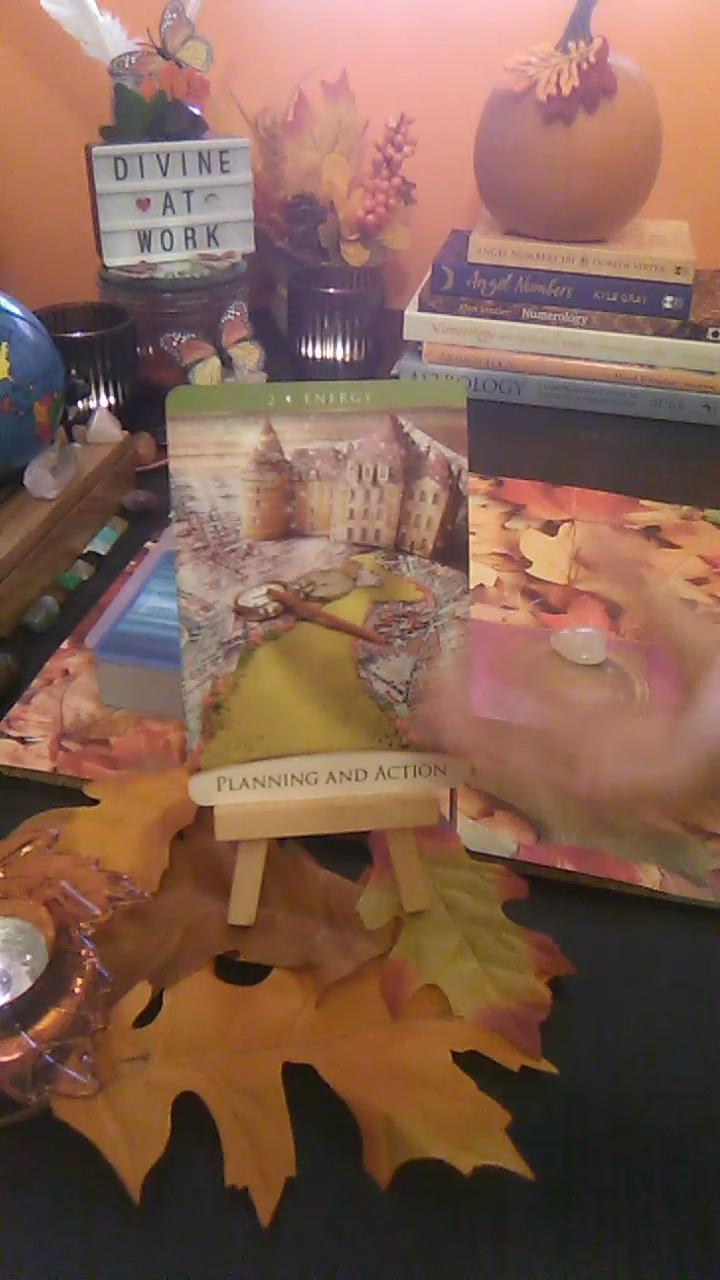 DIVINE
AT
WORK
ANGEL NUMBERS 101 DOREEN VIRTUE
Angel Numbers KYLE GRAY
Numerology
Numerology
ASTROLOGY
2 ENERGY
PLANNING AND ACTION